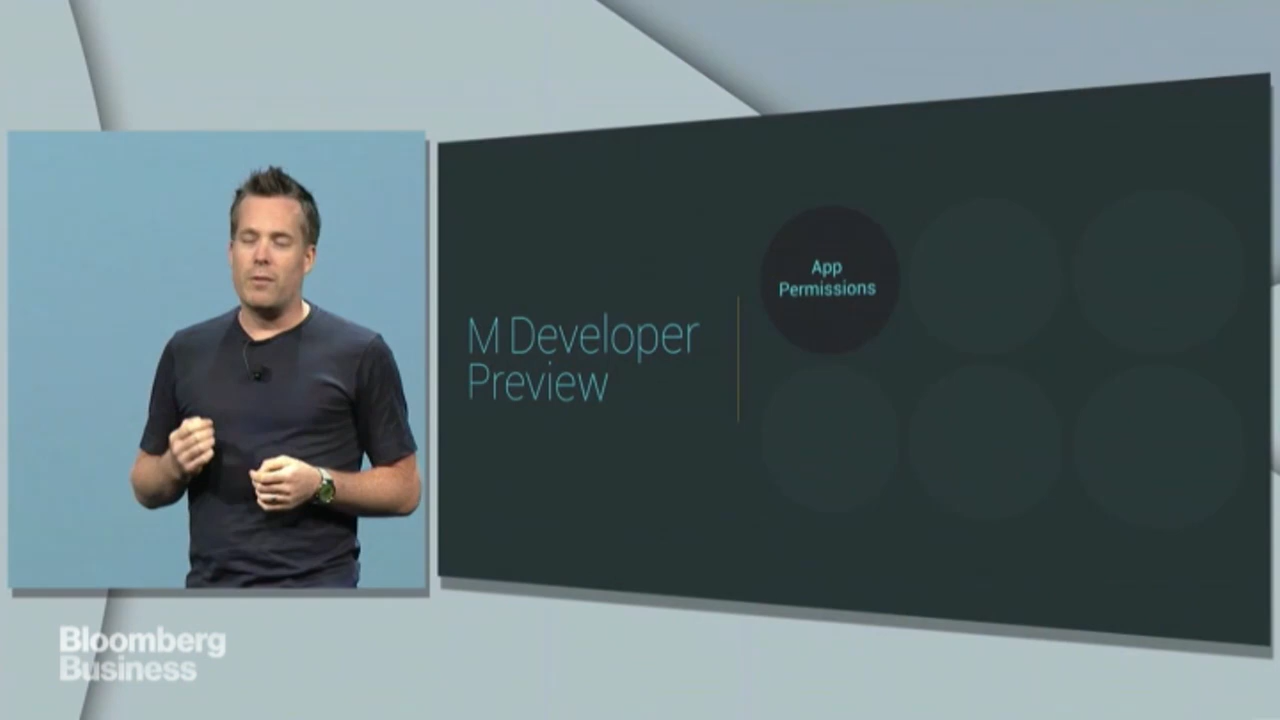 App
Permissions
M Developer
Preview
Bloomberg
Business